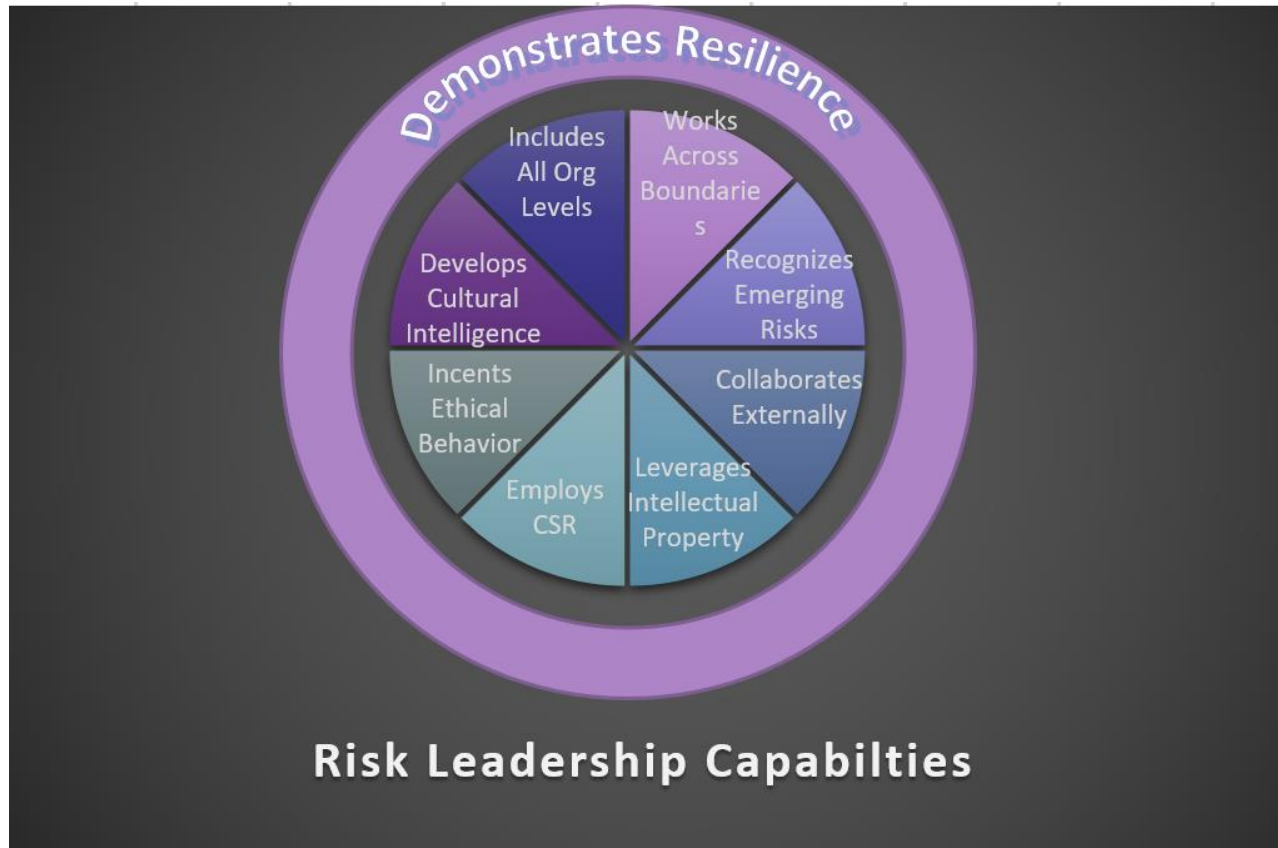 Demonstrates Resilience
Works
Across
Boundarie
s
Recognizes
Emerging
Risks
Collaborates
Externally
Leverages
Intellectual
Property
Employs
CSR
Incents
Ethical
Behavior
Develops
Cultural
Intelligence
Includes
All Org
Levels
Risk Leadership Capabilties